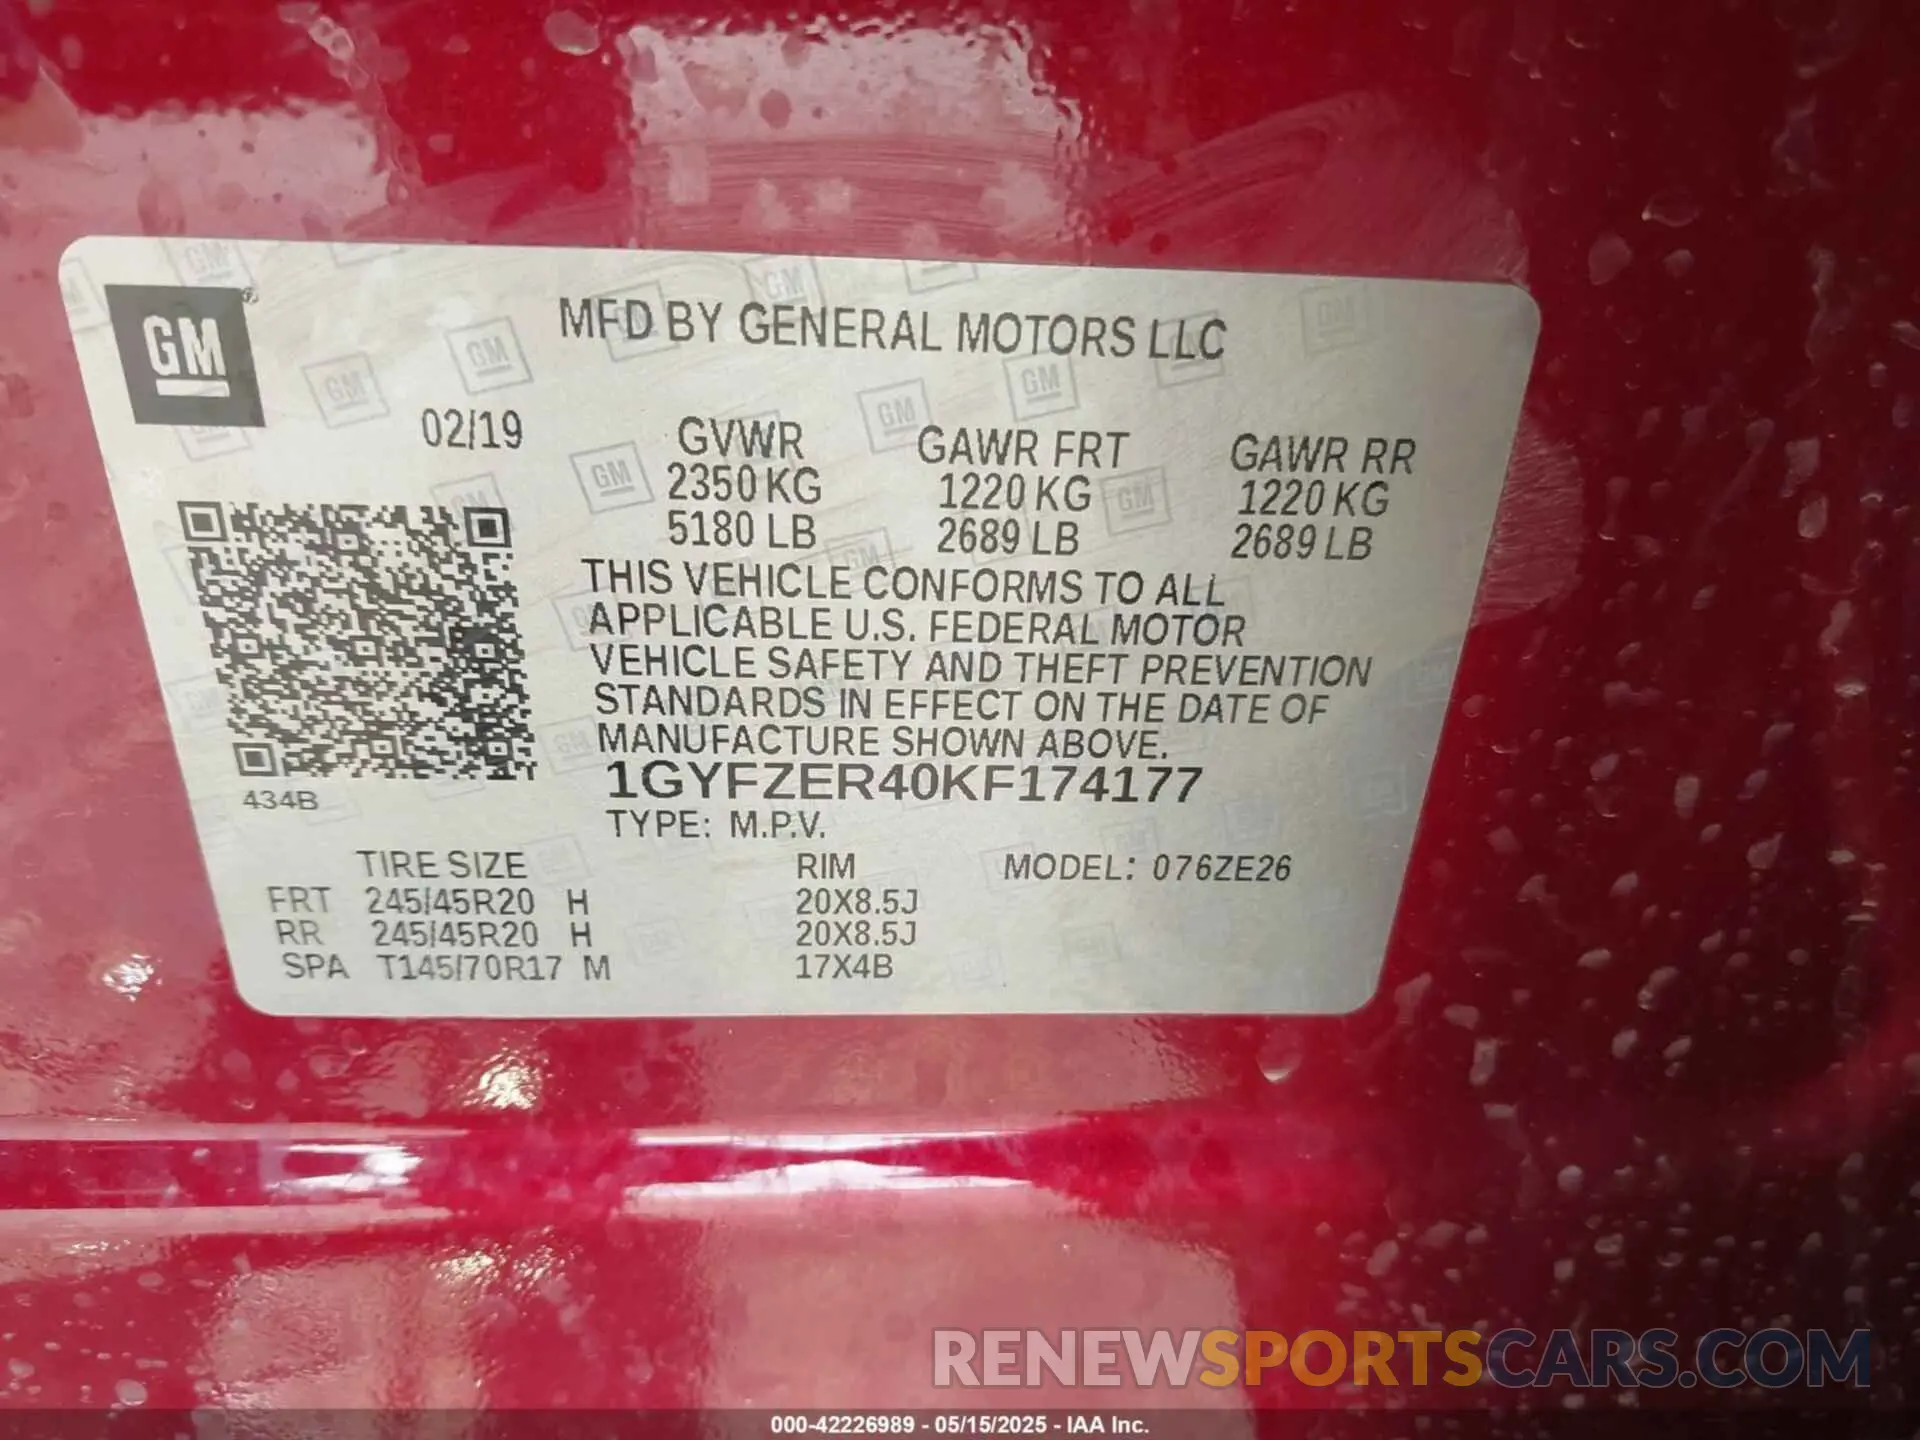 GM
MFD BY GENERAL MOTORS LLC
02/19
GVWR GAWR FRT GAWR RR
2350 KG 1220 KG 1220 KG
5180 LB 2689 LB 2689 LB
THIS VEHICLE CONFORMS TO ALL
APPLICABLE U.S. FEDERAL MOTOR
VEHICLE SAFETY AND THEFT PREVENTION
STANDARDS IN EFFECT ON THE DATE OF
MANUFACTURE SHOWN ABOVE.
1GYFZER40KF174177
434B
TYPE: M.P.V.
TIRE SIZE RIM MODEL: 076ZE26
FRT 245/45R20 H 20X8.5J
RR 245/45R20 H 20X8.5J
SPA T145/70R17 M 17X4B
RENEWSPORTSCARS.COM
000-42226989 - 05/15/2025 - IAA Inc.